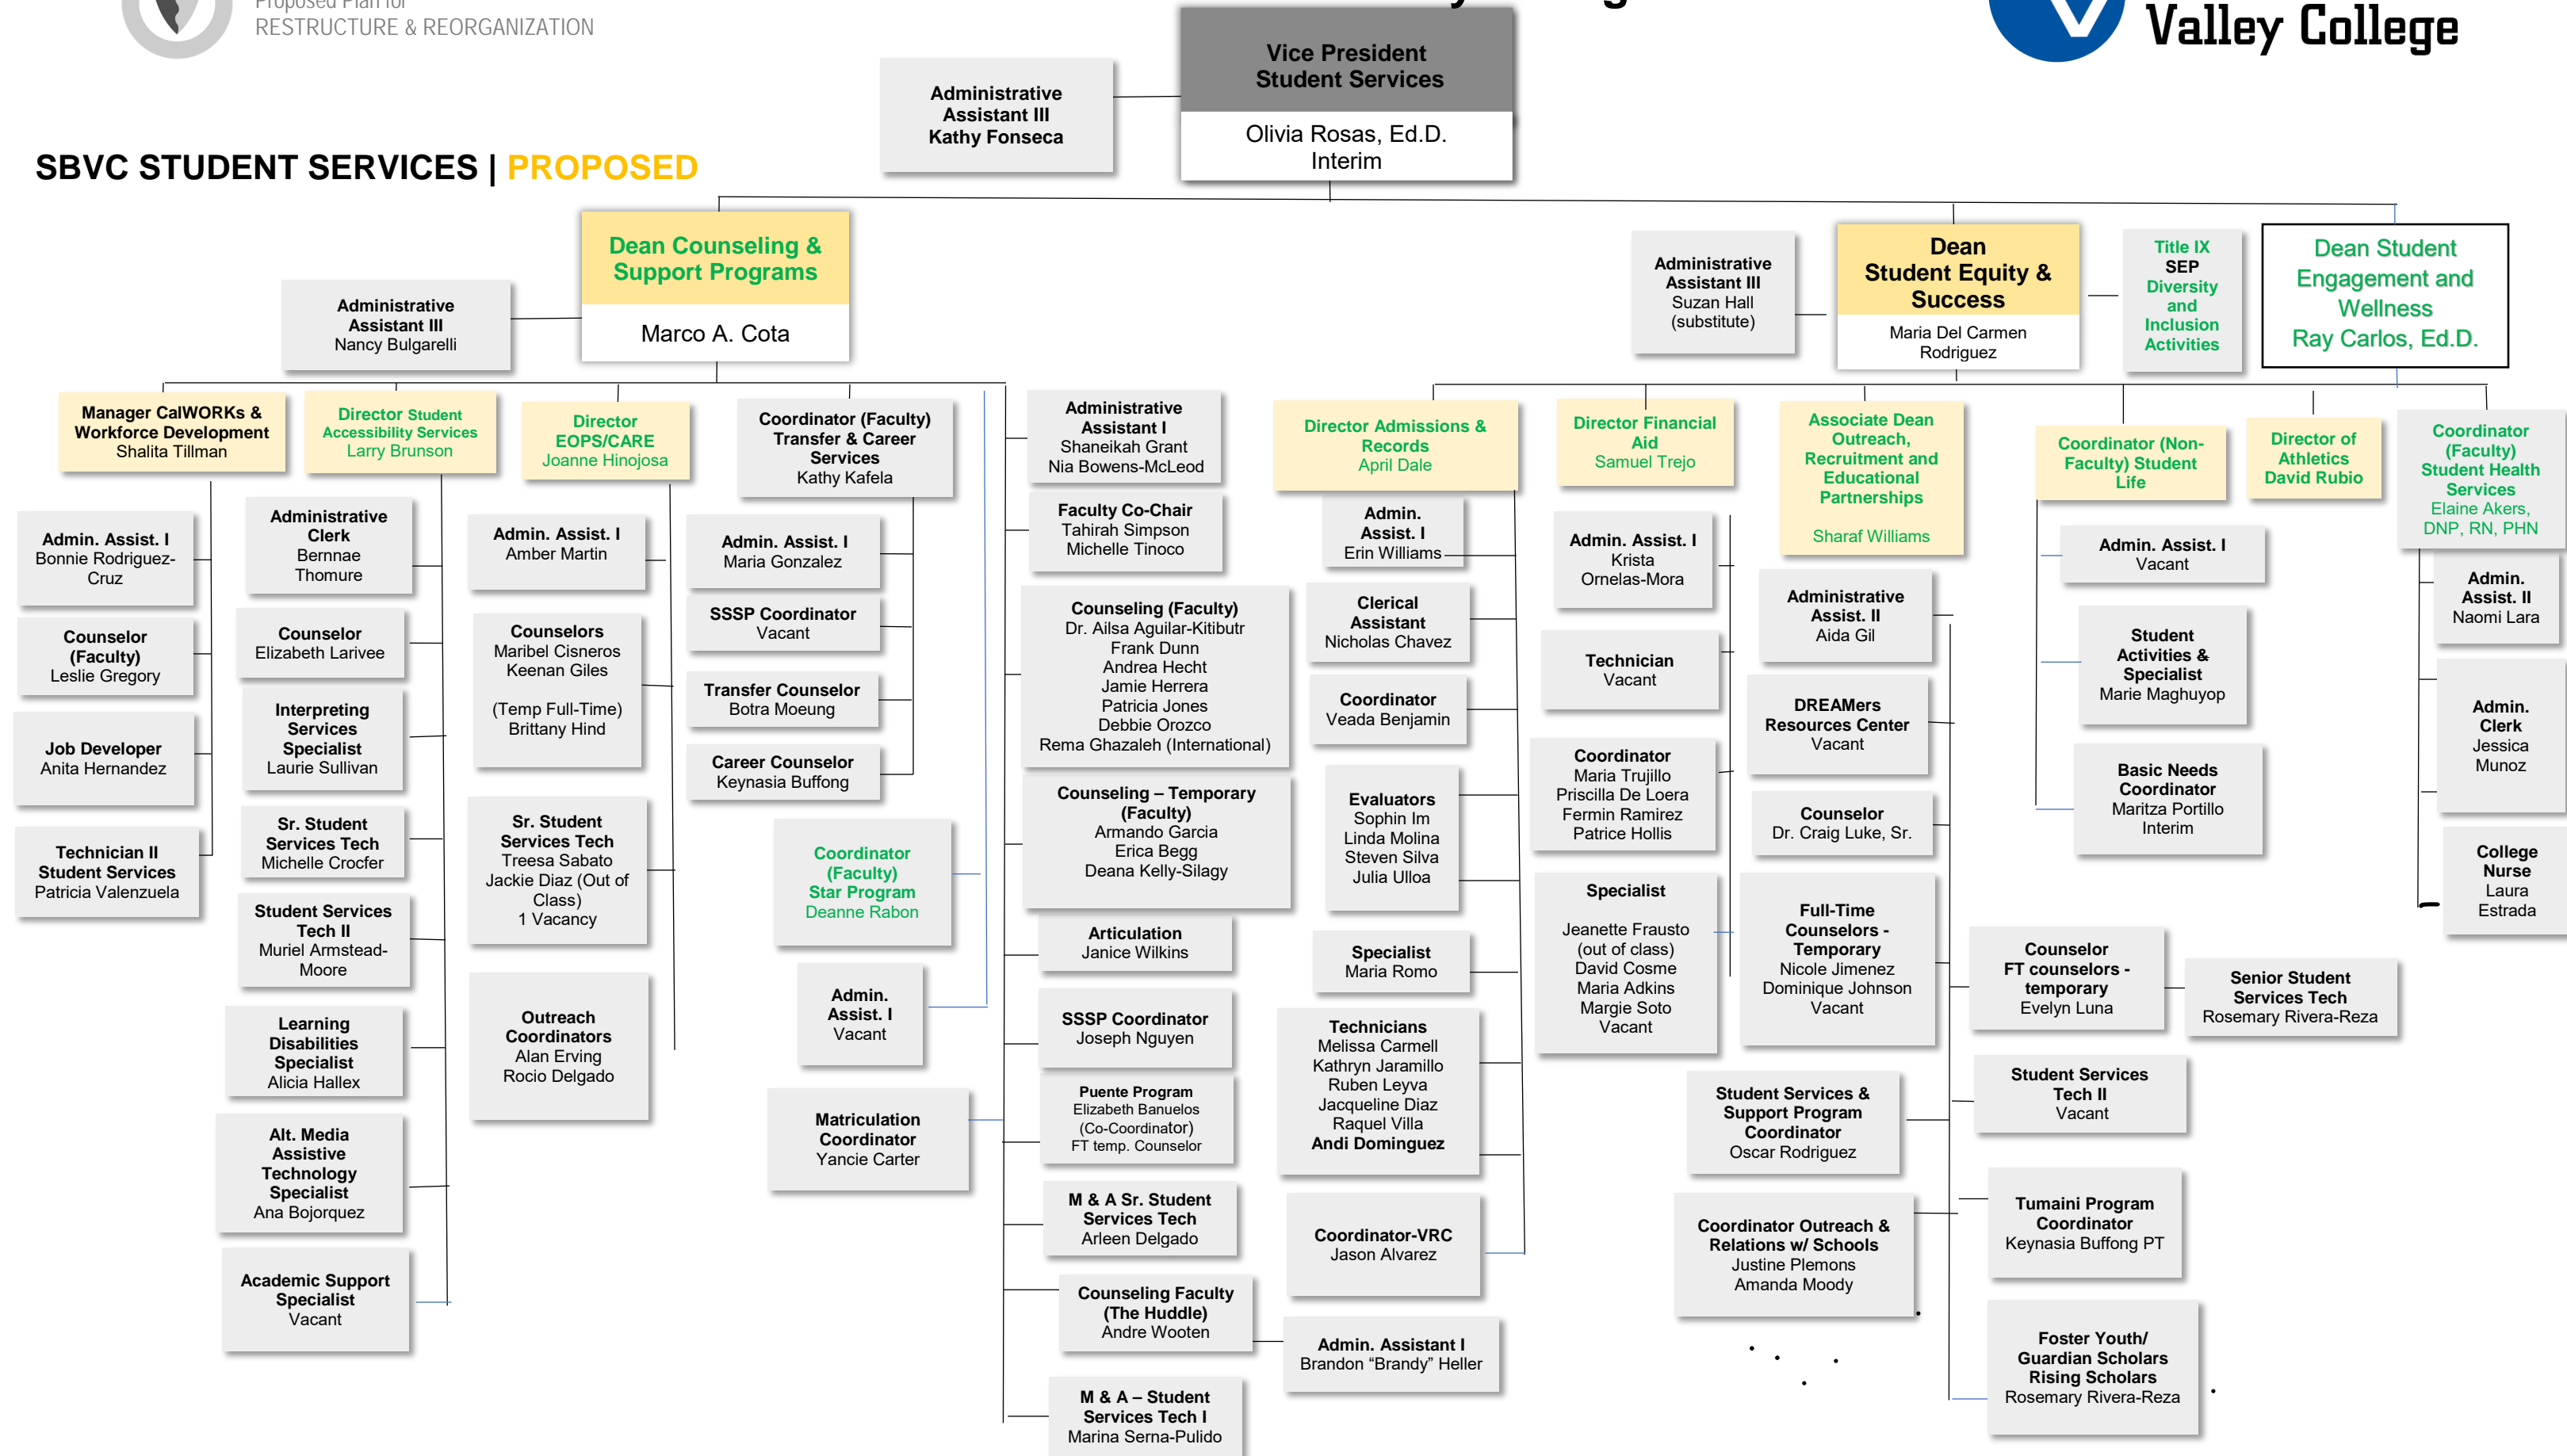 Proposed Plan for
RESTRUCTURE & REORGANIZATION
Valley College
Vice President
Student Services
Olivia Rosas, Ed.D.
Interim
Administrative
Assistant III
Kathy Fonseca
SBVC STUDENT SERVICES | PROPOSED
Dean Counseling &
Support Programs
Marco A. Cota
Administrative
Assistant III
Nancy Bulgarelli
Administrative
Assistant III
Suzan Hall
(substitute)
Dean
Student Equity &
Success
Maria Del Carmen
Rodriguez
Title IX
SEP
Diversity
and
Inclusion
Activities
Dean Student
Engagement and
Wellness
Ray Carlos, Ed.D.
Manager CalWORKs &
Workforce Development
Shalita Tillman
Admin. Assist. I
Bonnie Rodriguez-
Cruz
Counselor
(Faculty)
Leslie Gregory
Job Developer
Anita Hernandez
Technician II
Student Services
Patricia Valenzuela
Director Student
Accessibility Services
Larry Brunson
Administrative
Clerk
Bernnae
Thomure
Counselor
Elizabeth Larivee
Interpreting
Services
Specialist
Laurie Sullivan
Sr. Student
Services Tech
Michelle Crocfer
Student Services
Tech II
Muriel Armstead-
Moore
Learning
Disabilities
Specialist
Alicia Hallex
Alt. Media
Assistive
Technology
Specialist
Ana Bojorquez
Academic Support
Specialist
Vacant
Director
EOPS/CARE
Joanne Hinojosa
Admin. Assist. I
Amber Martin
Counselors
Maribel Cisneros
Keenan Giles
(Temp Full-Time)
Brittany Hind
Sr. Student
Services Tech
Treesa Sabato
Jackie Diaz (Out of
Class)
1 Vacancy
Outreach
Coordinators
Alan Erving
Rocio Delgado
Coordinator (Faculty)
Transfer & Career
Services
Kathy Kafela
Admin. Assist. I
Maria Gonzalez
SSSP Coordinator
Vacant
Transfer Counselor
Botra Moeung
Career Counselor
Keynasia Buffong
Coordinator
(Faculty)
Star Program
Deanne Rabon
Admin.
Assist. I
Vacant
Matriculation
Coordinator
Yancie Carter
Administrative
Assistant I
Shaneikah Grant
Nia Bowens-McLeod
Faculty Co-Chair
Tahirah Simpson
Michelle Tinoco
Counseling (Faculty)
Dr. Ailsa Aguilar-Kitibutr
Frank Dunn
Andrea Hecht
Jamie Herrera
Patricia Jones
Debbie Orozco
Rema Ghazaleh (International)
Counseling – Temporary
(Faculty)
Armando Garcia
Erica Begg
Deana Kelly-Silagy
Articulation
Janice Wilkins
SSSP Coordinator
Joseph Nguyen
Puente Program
Elizabeth Banuelos
(Co-Coordinator)
FT temp. Counselor
M & A Sr. Student
Services Tech
Arleen Delgado
Counseling Faculty
(The Huddle)
Andre Wooten
Admin. Assistant I
Brandon “Brandy” Heller
M & A – Student
Services Tech I
Marina Serna-Pulido
Director Admissions &
Records
April Dale
Admin.
Assist. I
Erin Williams
Clerical
Assistant
Nicholas Chavez
Coordinator
Veada Benjamin
Evaluators
Sophin Im
Linda Molina
Steven Silva
Julia Ulloa
Specialist
Maria Romo
Technicians
Melissa Carmell
Kathryn Jaramillo
Ruben Leyva
Jacqueline Diaz
Raquel Villa
Andi Dominguez
Coordinator-VRC
Jason Alvarez
Director Financial
Aid
Samuel Trejo
Admin. Assist. I
Krista
Ornelas-Mora
Technician
Vacant
Coordinator
Maria Trujillo
Priscilla De Loera
Fermin Ramirez
Patrice Hollis
Specialist
Jeanette Frausto
(out of class)
David Cosme
Maria Adkins
Margie Soto
Vacant
Associate Dean
Outreach,
Recruitment and
Educational
Partnerships
Sharaf Williams
Administrative
Assist. II
Aida Gil
DREAMers
Resources Center
Vacant
Counselor
Dr. Craig Luke, Sr.
Full-Time
Counselors -
Temporary
Nicole Jimenez
Dominique Johnson
Vacant
Student Services &
Support Program
Coordinator
Oscar Rodriguez
Coordinator Outreach &
Relations w/ Schools
Justine Plemons
Amanda Moody
Counselor
FT counselors -
temporary
Evelyn Luna
Senior Student
Services Tech
Rosemary Rivera-Reza
Student Services
Tech II
Vacant
Tumaini Program
Coordinator
Keynasia Buffong PT
Foster Youth/
Guardian Scholars
Rising Scholars
Rosemary Rivera-Reza
Coordinator (Non-
Faculty) Student
Life
Admin. Assist. I
Vacant
Student
Activities &
Specialist
Marie Maghuyop
Basic Needs
Coordinator
Maritza Portillo
Interim
Director of
Athletics
David Rubio
Coordinator
(Faculty)
Student Health
Services
Elaine Akers,
DNP, RN, PHN
Admin.
Assist. II
Naomi Lara
Admin.
Clerk
Jessica
Munoz
College
Nurse
Laura
Estrada